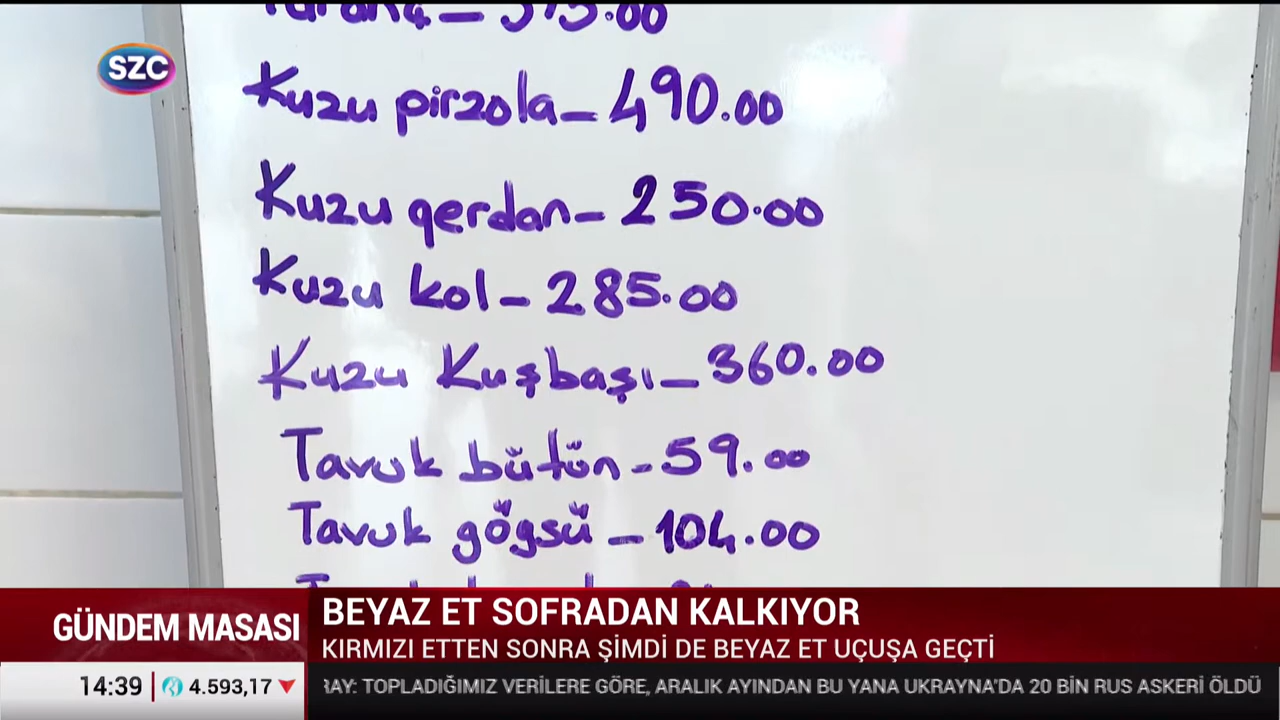 SZC
Kuzu pirzola - 490.00
Kuzu gerdan - 250.00
Kuzu kol - 285.00
Kuzu Kuşbaşı - 360.00
Tavuk bütün - 59.00
Tavuk göğsü - 104.00
GÜNDEM MASASI
BEYAZ ET SOFRADAN KALKIYOR
KIRMIZI ETTEN SONRA ŞİMDİ DE BEYAZ ET UÇUŞA GEÇTİ
14:39 4.593,17
RAY: TOPLADIĞIMIZ VERİLERE GÖRE, ARALIK AYINDAN BU YANA UKRAYNA'DA 20 BİN RUS ASKERİ ÖLDÜ